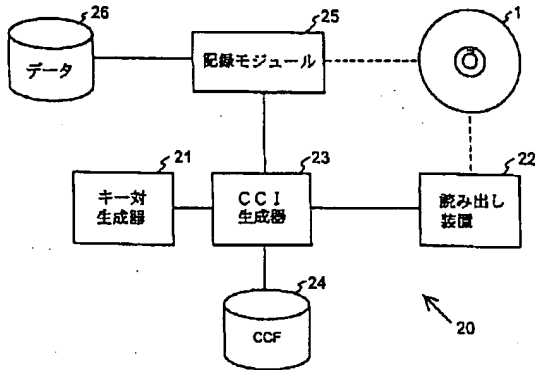 26
データ
25
記録モジュール
1
21
キー対
生成器
23
CCI
生成器
22
読み出し
装置
24
CCF
20